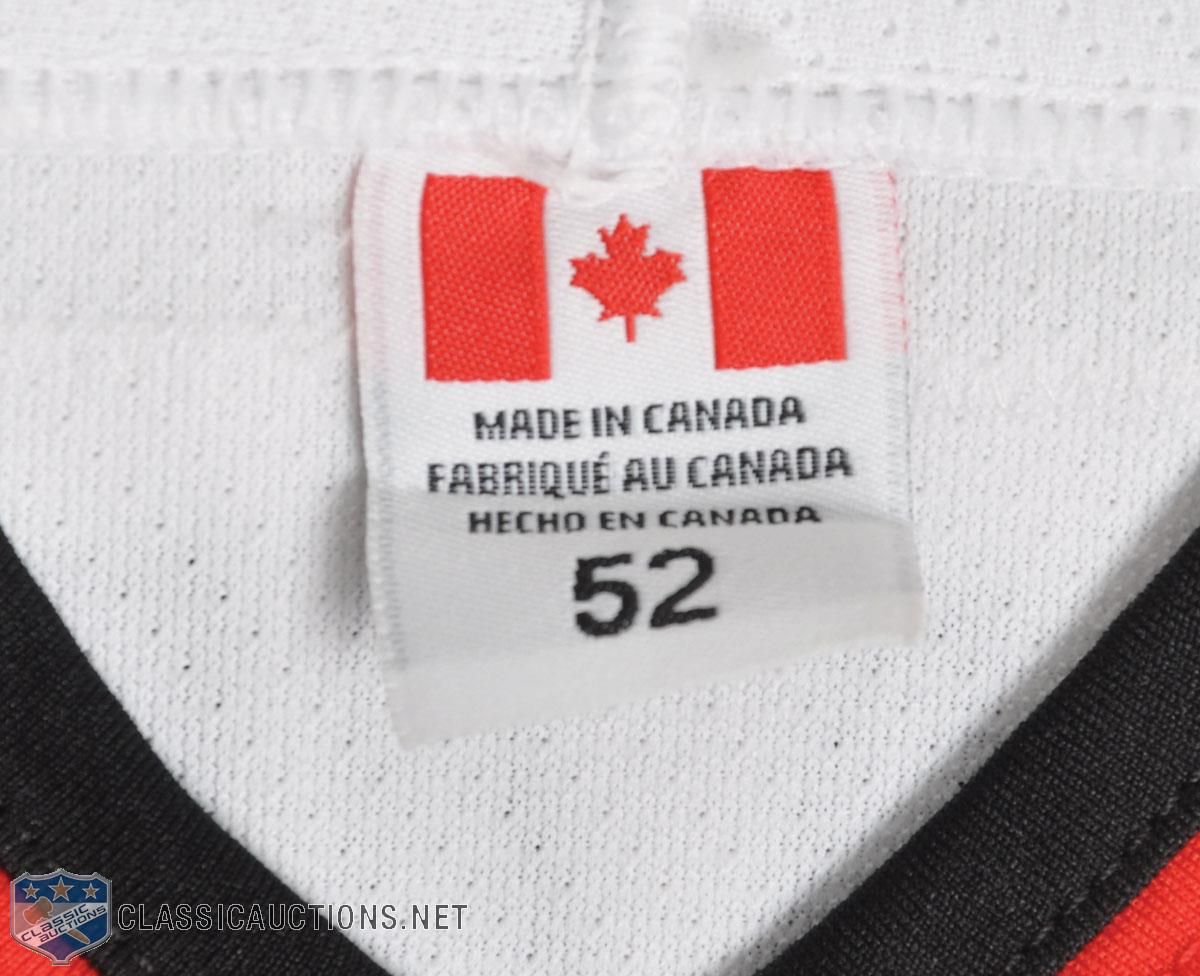 MADE IN CANADA
FABRIQUÉ AU CANADA
HECHO EN CANADA
52
CLASSIC
AUCTIONS
CLASSICAUCTIONS.NET